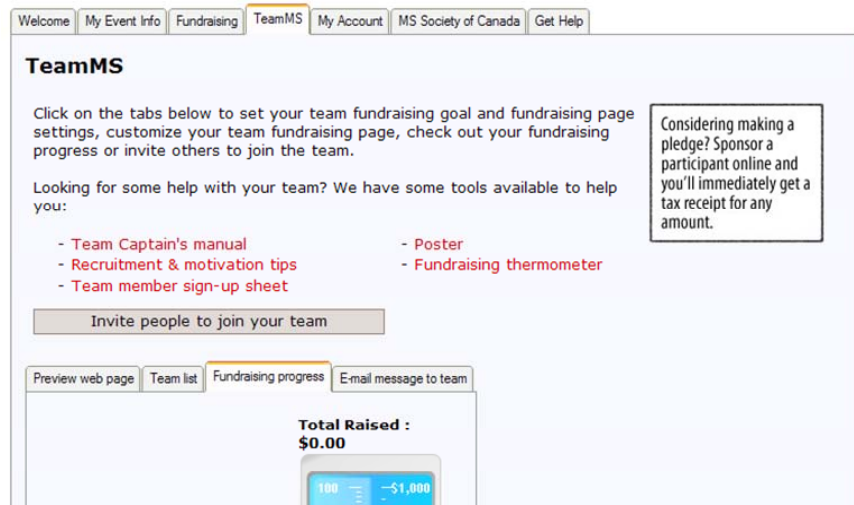 Welcome My Event Info Fundraising TeamMS My Account MS Society of Canada Get Help
TeamMS
Click on the tabs below to set your team fundraising goal and fundraising page
settings, customize your team fundraising page, check out your fundraising
progress or invite others to join the team.
Looking for some help with your team? We have some tools available to help
you:
- Team Captain's manual
- Recruitment & motivation tips
- Team member sign-up sheet
- Poster
- Fundraising thermometer
Considering making a
pledge? Sponsor a
participant online and
you'll immediately get a
tax receipt for any
amount.
Invite people to join your team
Preview web page Team list Fundraising progress E-mail message to team
Total Raised :
$0.00
100 $1,000